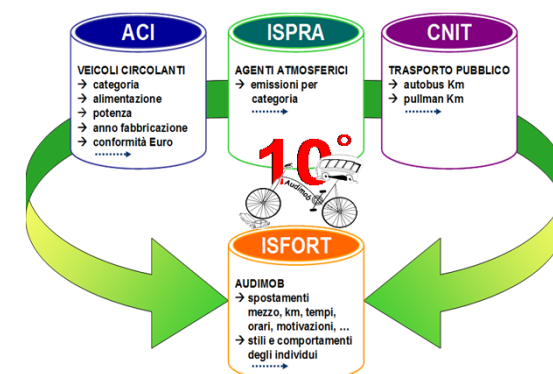 ACI
VEICOLI CIRCOLANTI
→ categoria
→ alimentazione
→ potenza
→ anno fabbricazione
→ conformità Euro
ISPRA
AGENTI ATMOSFERICI
→ emissioni per
categoria
CNIT
TRASPORTO PUBBLICO
→ autobus Km
→ pullman Km
10°
Audimob
ISFORT
AUDIMOB
→ spostamenti
mezzo, km, tempi,
orari, motivazioni, ...
→ stili e comportamenti
degli individui